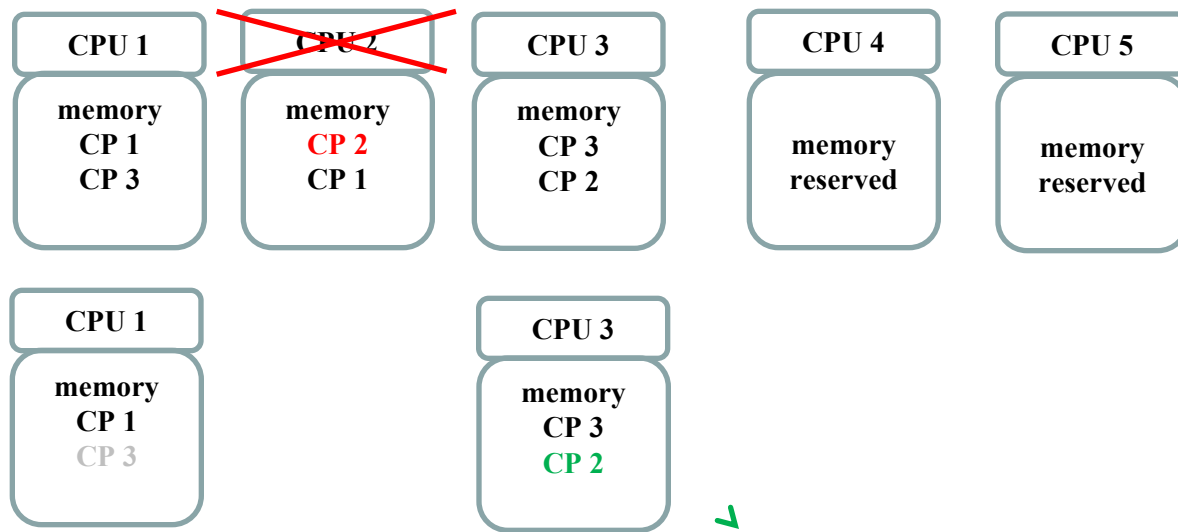 CPU 1
CPU 2
CPU 3
CPU 4
CPU 5
memory
CP 1
CP 3
memory
CP 2
CP 1
memory
CP 3
CP 2
memory
reserved
memory
reserved
CPU 1
CPU 3
memory
CP 1
CP 3
memory
CP 3
CP 2